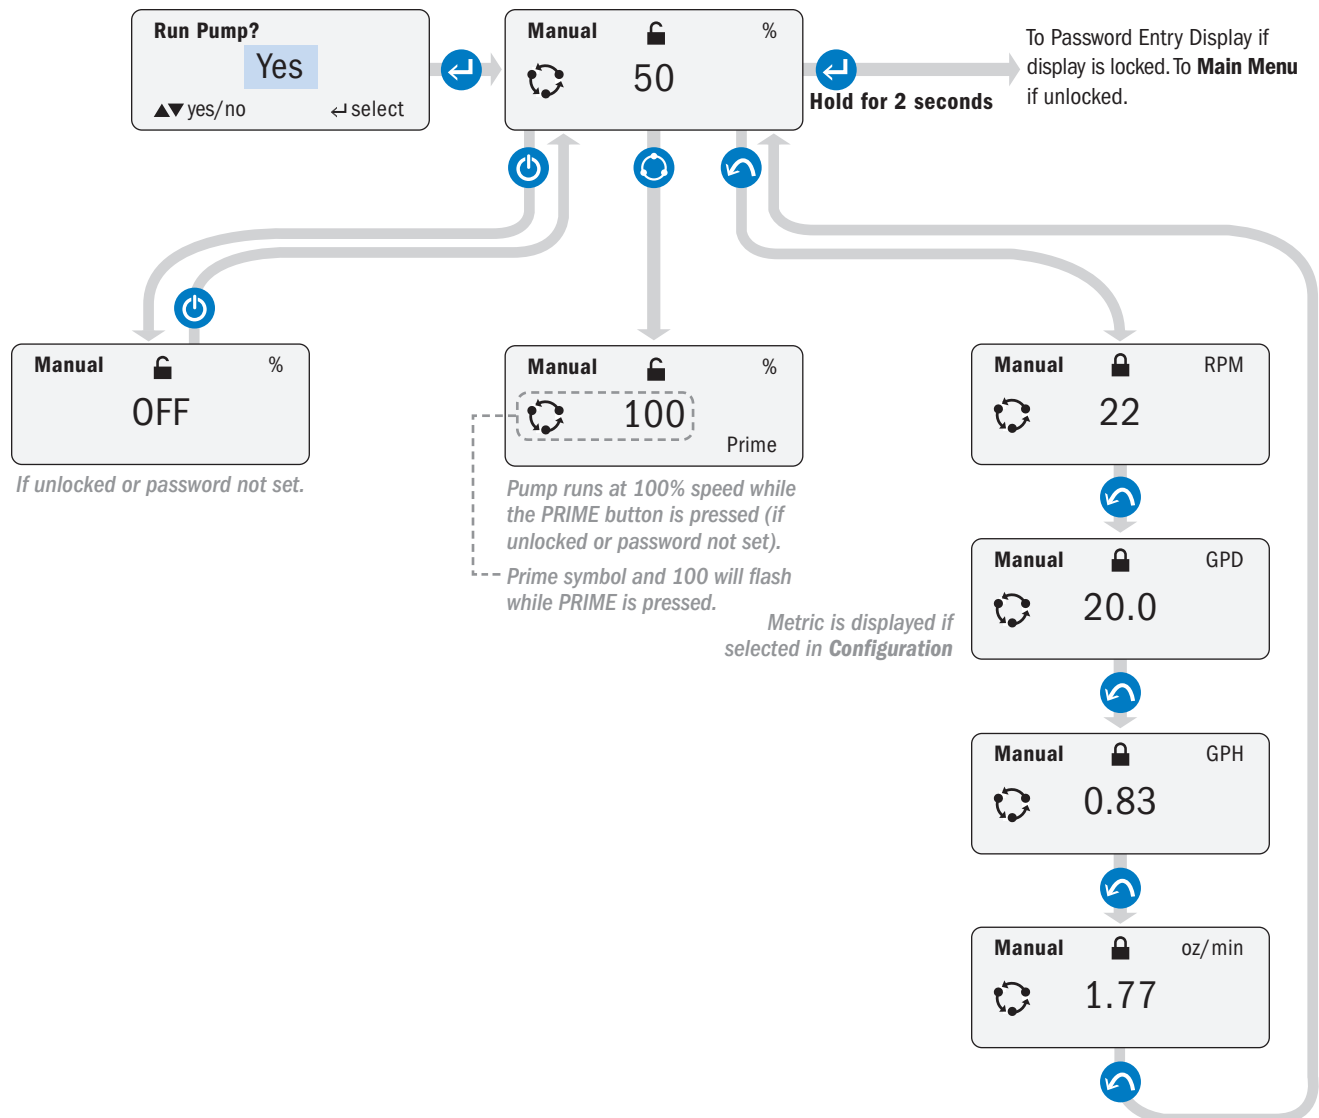 Run Pump?
Yes
▲▼ yes/no ↵ select
Manual %
50
Hold for 2 seconds
To Password Entry Display if
display is locked. To Main Menu
if unlocked.
Manual %
OFF
If unlocked or password not set.
Manual %
100
Prime
Pump runs at 100% speed while
the PRIME button is pressed (if
unlocked or password not set).
Prime symbol and 100 will flash
while PRIME is pressed.
Manual RPM
22
Manual GPD
20.0
Metric is displayed if
selected in Configuration
Manual GPH
0.83
Manual oz/min
1.77